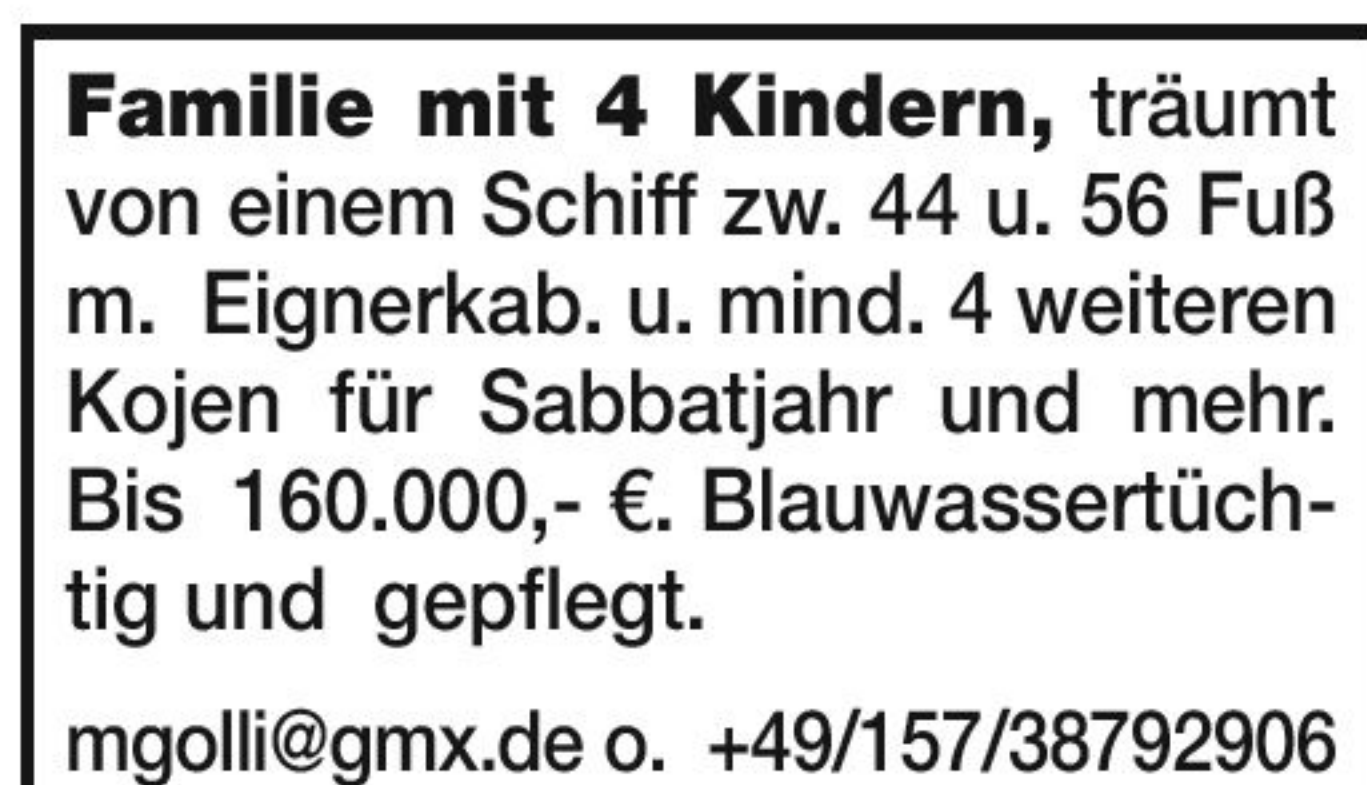 Familie mit 4 Kindern, träumt
von einem Schiff zw. 44 u. 56 Fuß
m. Eignerkab. u. mind. 4 weiteren
Kojen für Sabbatjahr und mehr.
Bis 160.000,- €. Blauwassertüch-
tig und gepflegt.
mgolli@gmx.de o. +49/157/38792906